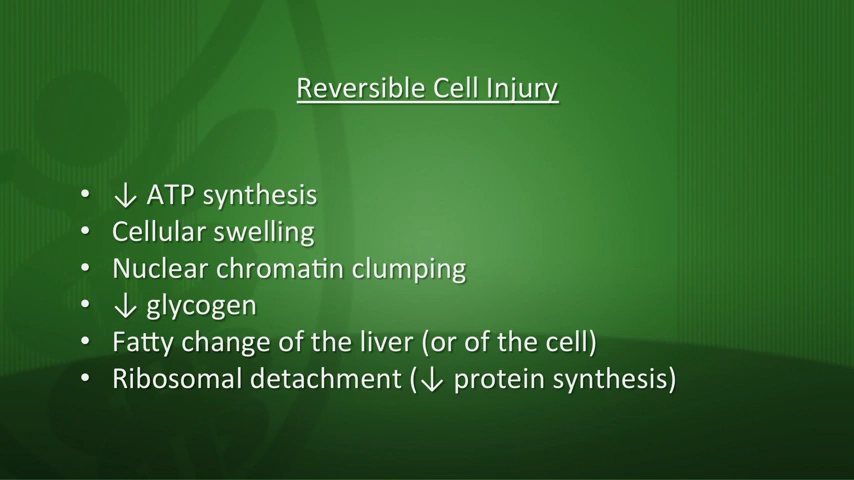 Reversible Cell Injury
• ↓ ATP synthesis
• Cellular swelling
• Nuclear chromatin clumping
• ↓ glycogen
• Fatty change of the liver (or of the cell)
• Ribosomal detachment (↓ protein synthesis)